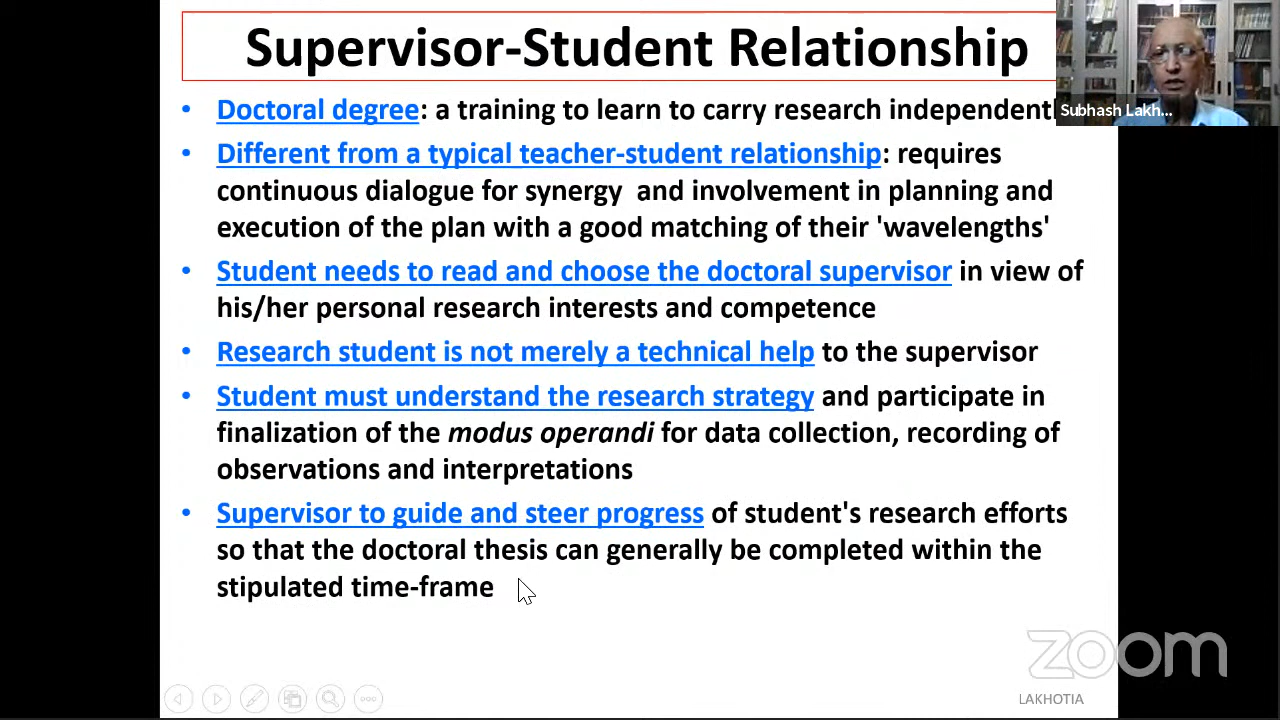 Supervisor-Student Relationship
Subhash Lakh...
• Doctoral degree: a training to learn to carry research independentl
• Different from a typical teacher-student relationship: requires
continuous dialogue for synergy and involvement in planning and
execution of the plan with a good matching of their 'wavelengths'
• Student needs to read and choose the doctoral supervisor in view of
his/her personal research interests and competence
• Research student is not merely a technical help to the supervisor
• Student must understand the research strategy and participate in
finalization of the modus operandi for data collection, recording of
observations and interpretations
• Supervisor to guide and steer progress of student's research efforts
so that the doctoral thesis can generally be completed within the
stipulated time-frame
zoom
LAKHOTIA